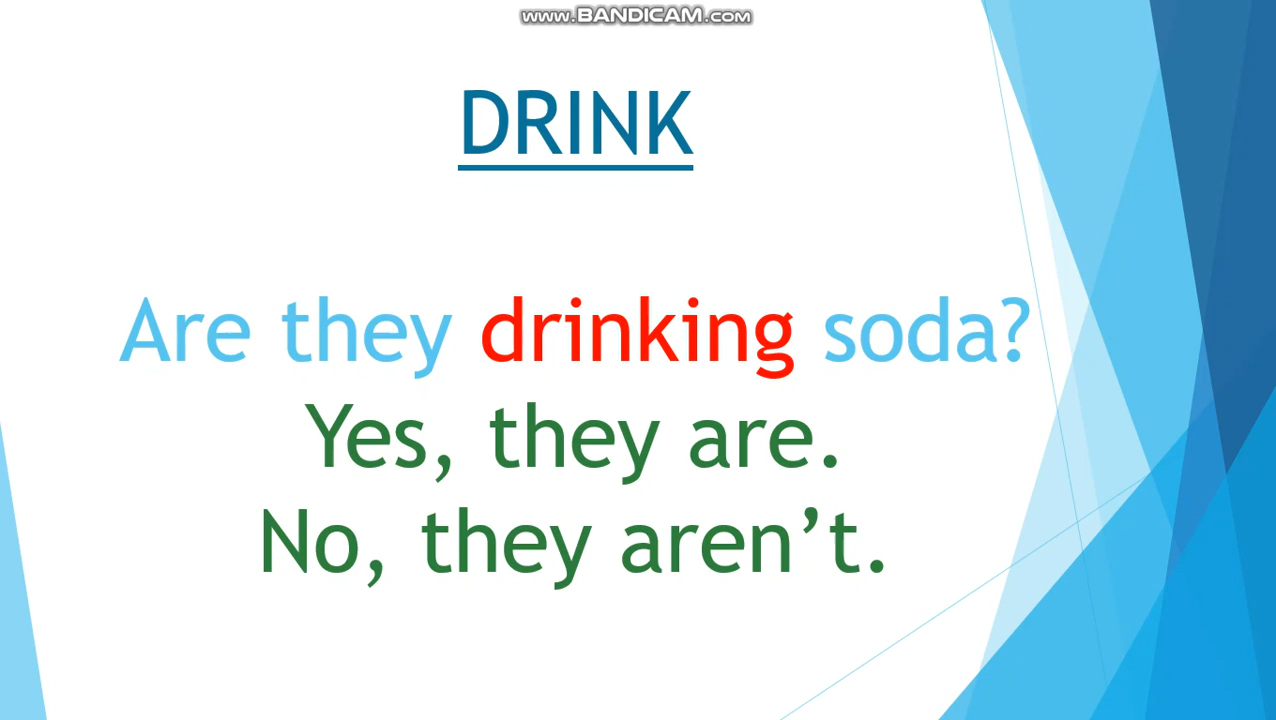 www.BANDICAM.com
DRINK
Are they drinking soda?
Yes, they are.
No, they aren’t.